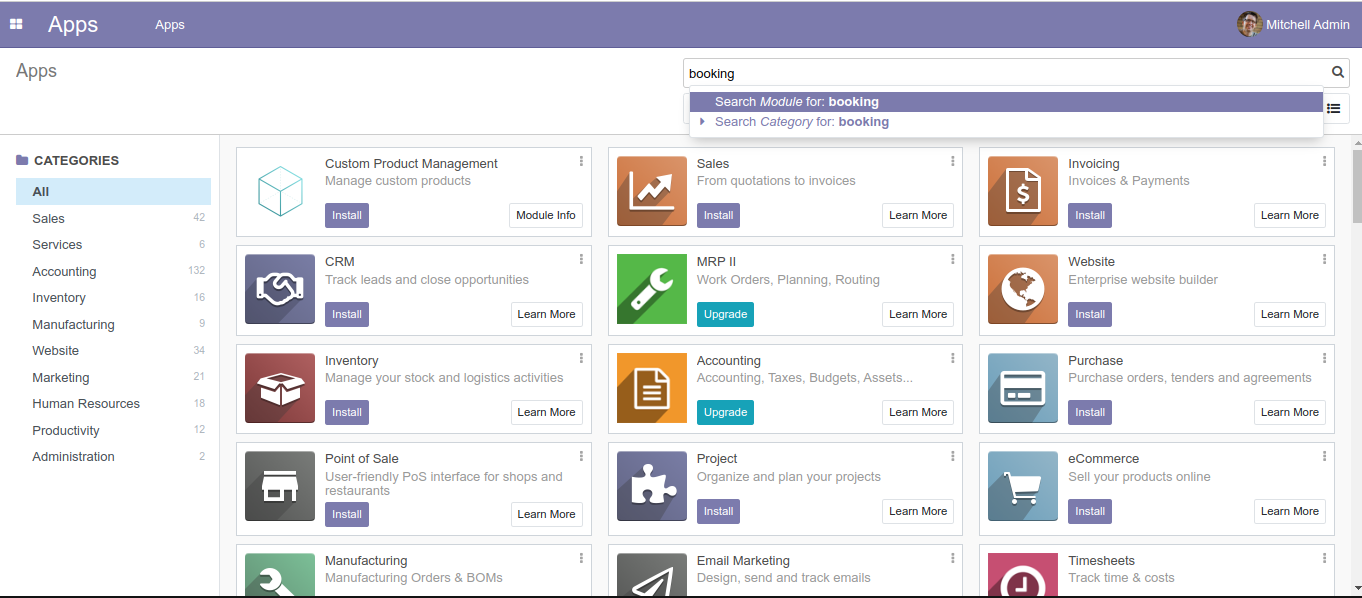 Apps
Apps
Mitchell Admin
Apps
booking
Search Module for: booking
Search Category for: booking
CATEGORIES
All
Sales 42
Services 6
Accounting 132
Inventory 16
Manufacturing 9
Website 34
Marketing 21
Human Resources 18
Productivity 12
Administration 2
Custom Product Management
Manage custom products
Install
Module Info
Sales
From quotations to invoices
Install
Learn More
Invoicing
Invoices & Payments
Install
Learn More
CRM
Track leads and close opportunities
Install
Learn More
MRP II
Work Orders, Planning, Routing
Upgrade
Learn More
Website
Enterprise website builder
Install
Learn More
Inventory
Manage your stock and logistics activities
Install
Learn More
Accounting
Accounting, Taxes, Budgets, Assets...
Upgrade
Learn More
Purchase
Purchase orders, tenders and agreements
Install
Learn More
Point of Sale
User-friendly PoS interface for shops and
restaurants
Install
Learn More
Project
Organize and plan your projects
Install
Learn More
eCommerce
Sell your products online
Install
Learn More
Manufacturing
Manufacturing Orders & BOMs
Email Marketing
Design, send and track emails
Timesheets
Track time & costs